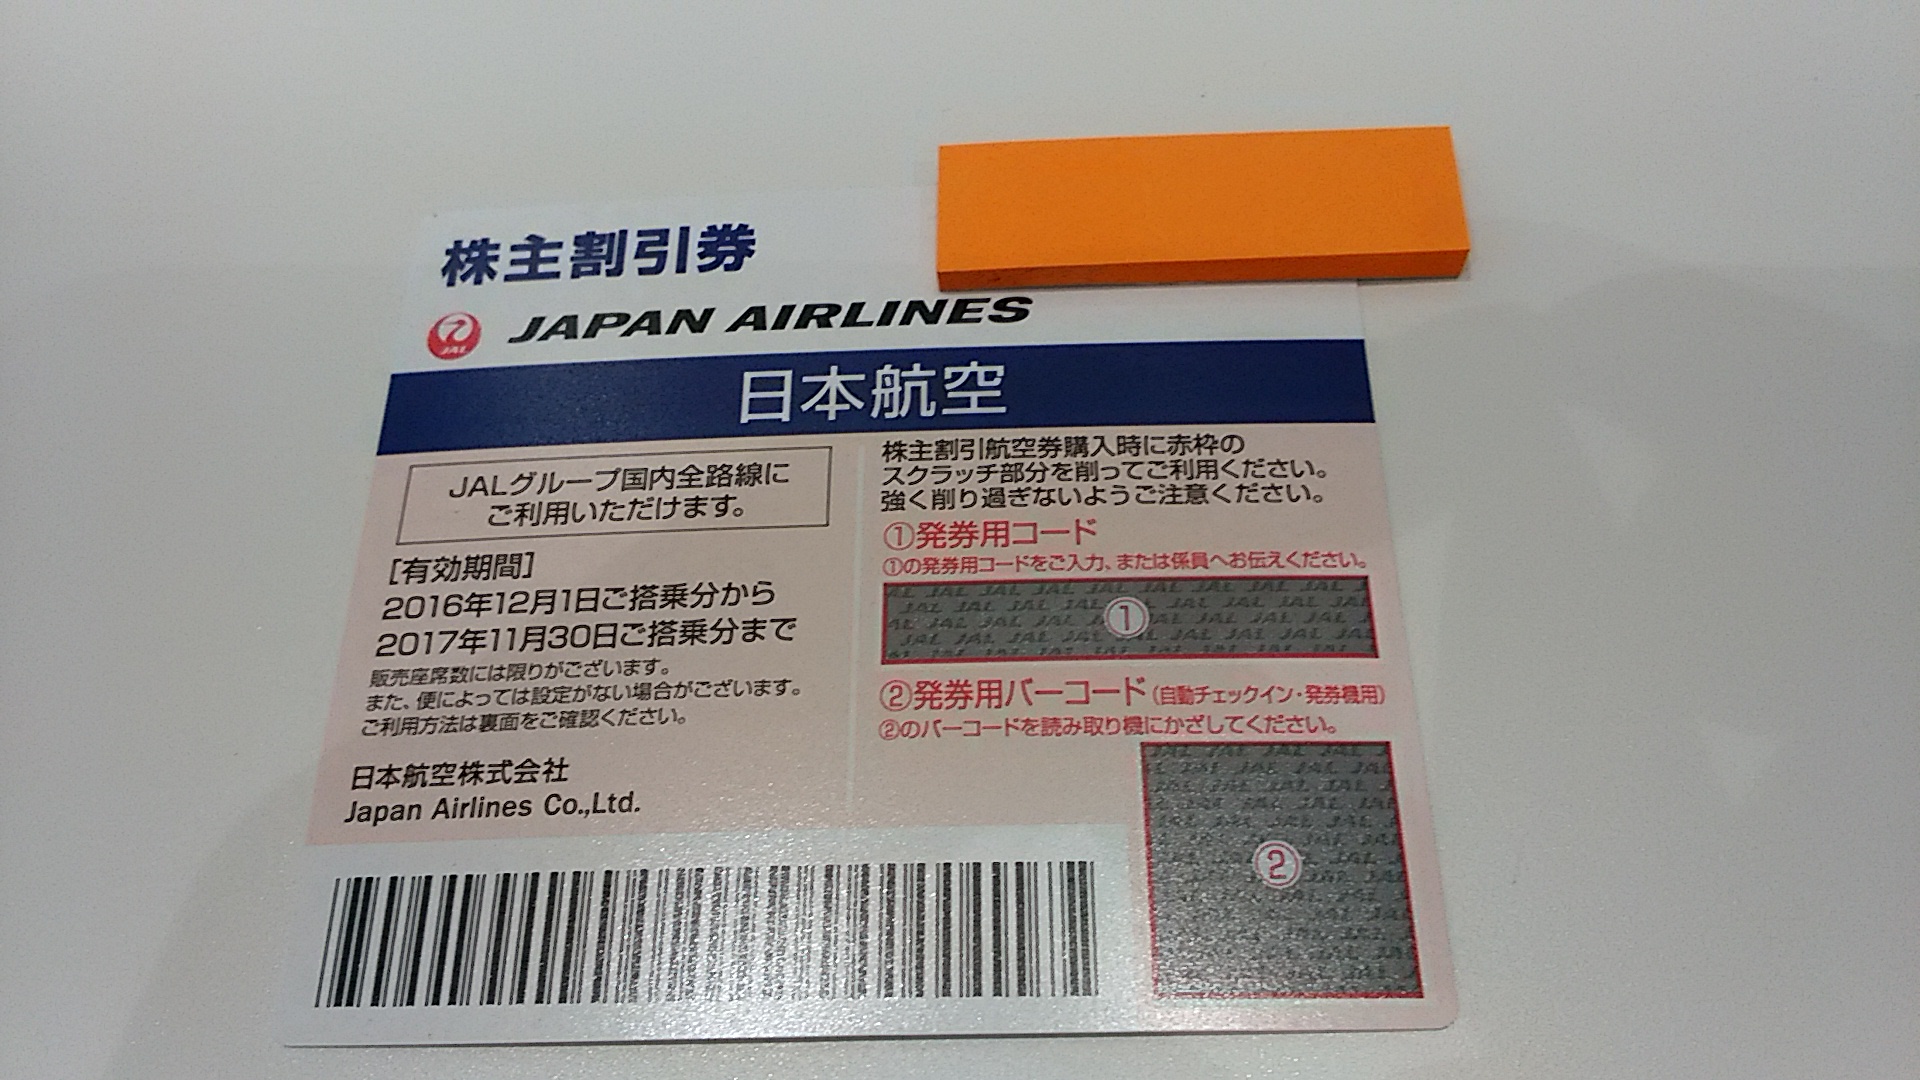 株主割引券
JAL JAPAN AIRLINES
日本航空
JALグループ国内全路線に
ご利用いただけます。
[有効期間]
2016年12月1日ご搭乗分から
2017年11月30日ご搭乗分まで
販売座席数には限りがございます。
また、便によっては設定がない場合がございます。
ご利用方法は裏面をご確認ください。
日本航空株式会社
Japan Airlines Co.,Ltd.
株主割引航空券購入時に赤枠の
スクラッチ部分を削ってご利用ください。
強く削り過ぎないようご注意ください。
①発券用コード
①の発券用コードをご入力、または係員へお伝えください。
①
②発券用バーコード(自動チェックイン・発券機用)
②のバーコードを読み取り機にかざしてください。
②